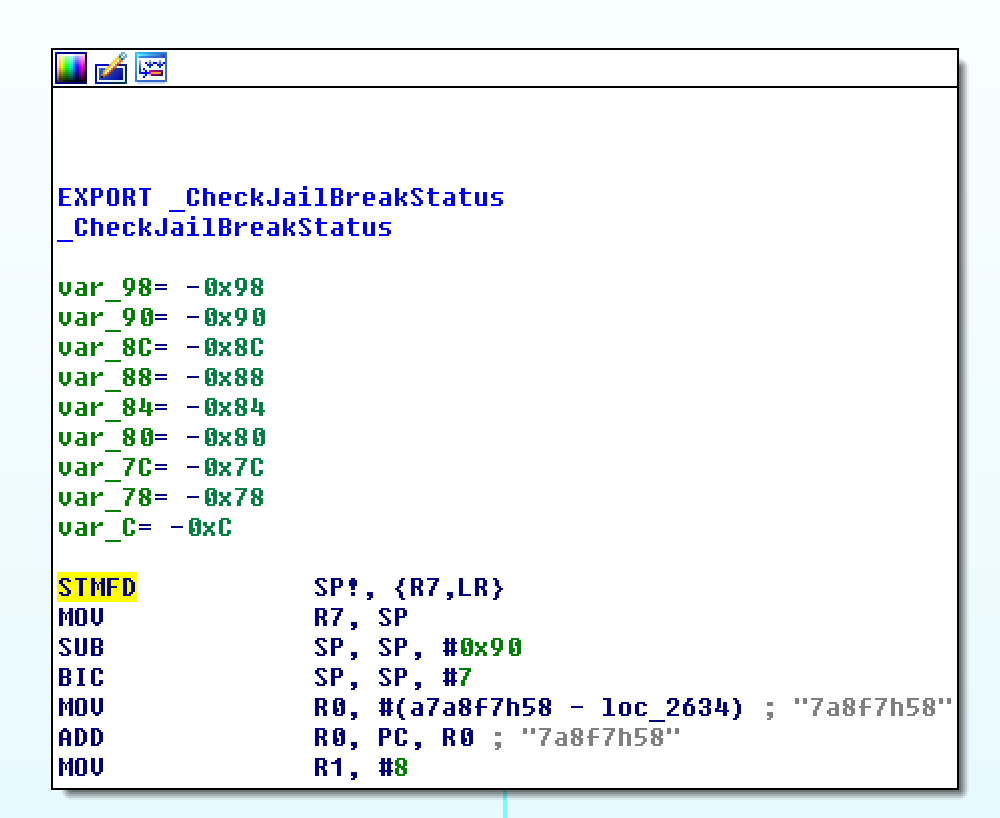 EXPORT _CheckJailBreakStatus
_CheckJailBreakStatus
var_98= -0x98
var_90= -0x90
var_8C= -0x8C
var_88= -0x88
var_84= -0x84
var_80= -0x80
var_7C= -0x7C
var_78= -0x78
var_C= -0xC
STMFD SP!, {R7,LR}
MOV R7, SP
SUB SP, SP, #0x90
BIC SP, SP, #7
MOV R0, #(a7a8f7h58 - loc_2634) ; "7a8f7h58"
ADD R0, PC, R0 ; "7a8f7h58"
MOV R1, #8